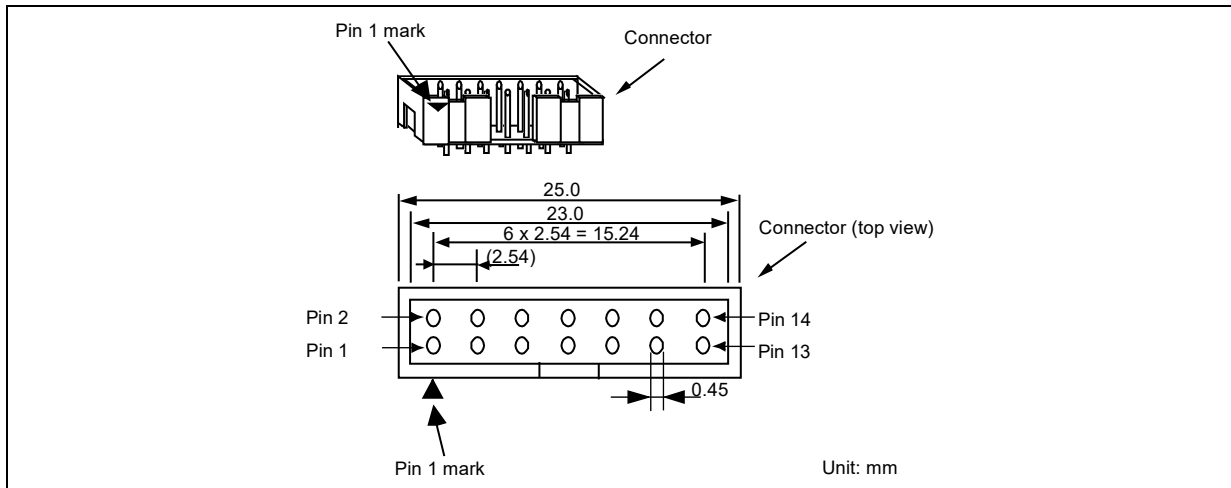 Pin 1 mark
Connector
25.0
23.0
6 x 2.54 = 15.24
(2.54)
Connector (top view)
Pin 2
Pin 14
Pin 1
Pin 13
0.45
Pin 1 mark
Unit: mm